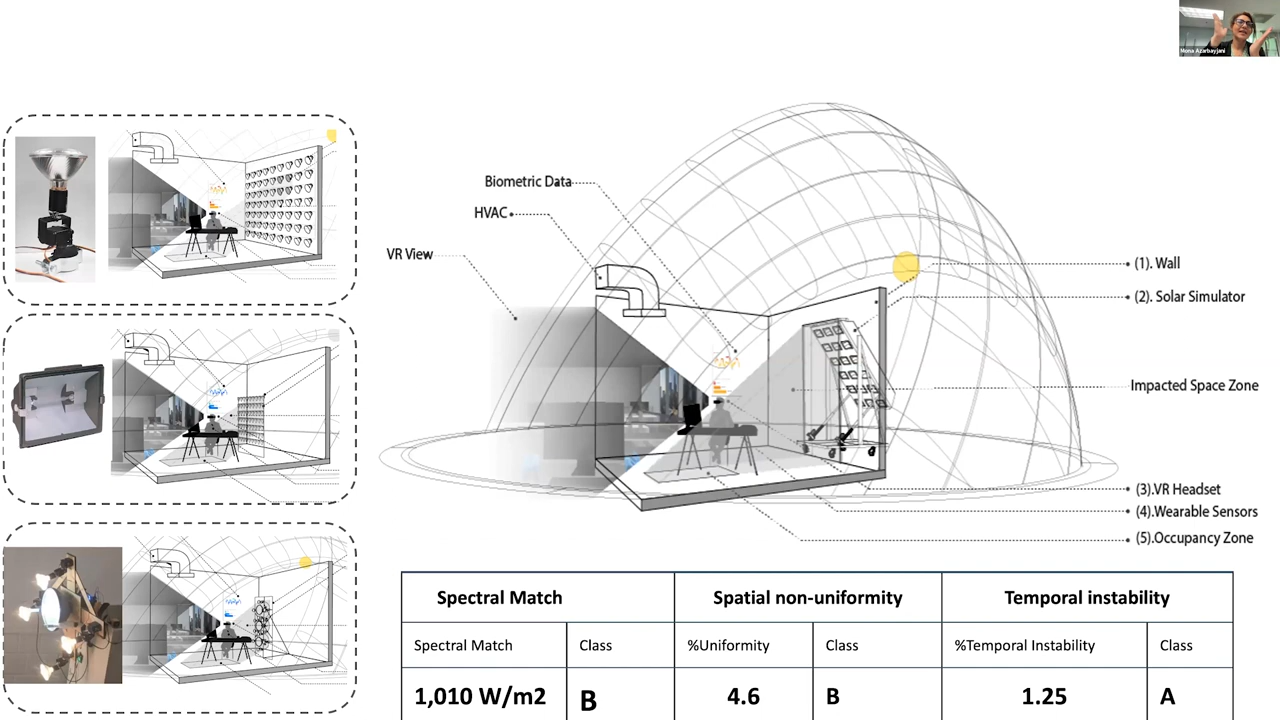 Mona Azarbayjani
Biometric Data
HVAC
VR View
(1). Wall
(2). Solar Simulator
Impacted Space Zone
(3).VR Headset
(4).Wearable Sensors
(5).Occupancy Zone
Spectral Match Spatial non-uniformity Temporal instability
Spectral Match Class %Uniformity Class %Temporal Instability Class
1,010 W/m2 B 4.6 B 1.25 A